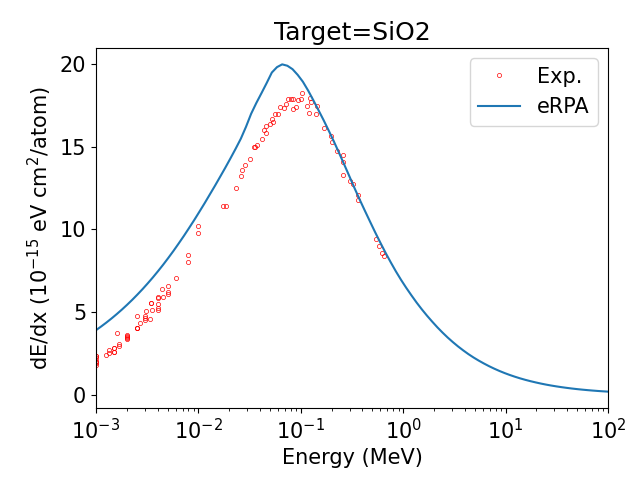 Target=SiO2
dE/dx (10⁻¹⁵ eV cm²/atom)
20
15
10
5
0
Exp.
eRPA
10⁻³ 10⁻² 10⁻¹ 10⁰ 10¹ 10²
Energy (MeV)